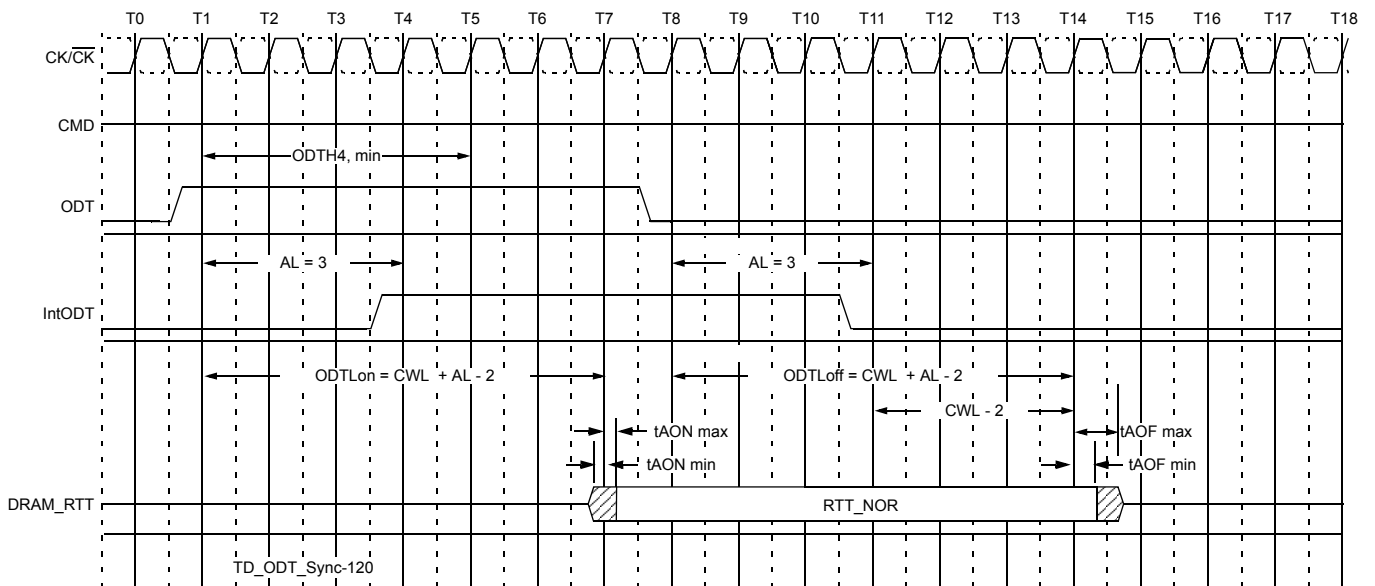 T0 T1 T2 T3 T4 T5 T6 T7 T8 T9 T10 T11 T12 T13 T14 T15 T16 T17 T18
CK/CK
CMD
ODTH4, min
ODT
AL = 3 AL = 3
IntODT
ODTLon = CWL + AL - 2 ODTLoff = CWL + AL - 2
CWL - 2
tAON max tAOF max
tAON min tAOF min
DRAM_RTT RTT_NOR
TD_ODT_Sync-120